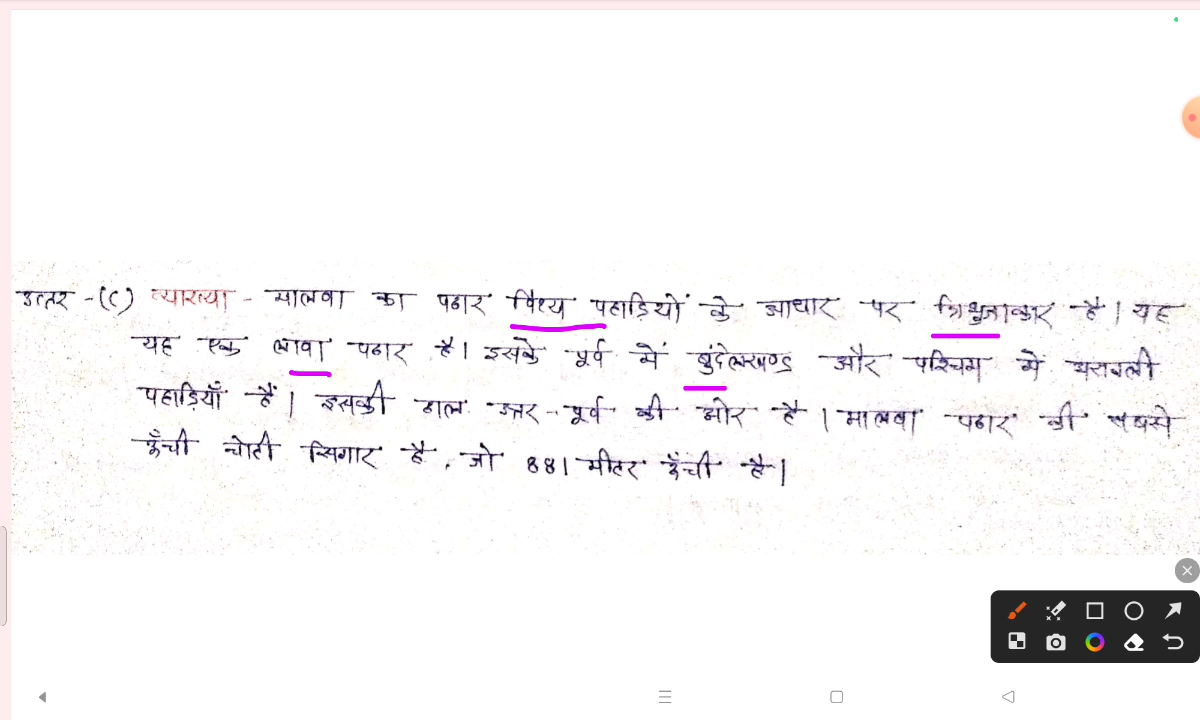 उत्तर -(C) व्याख्या - मालवा का पठार विंध्य पहाड़ियों के आधार पर त्रिभुजाकार है। यह
यह एक लावा पठार है। इसके पूर्व में बुंदेलखण्ड और पश्चिम में अरावली
पहाड़ियाँ हैं। इसकी ढाल उत्तर-पूर्व की ओर है। मालवा पठार की सबसे
ऊँची चोटी सिगार है, जो 881 मीटर ऊँची है।